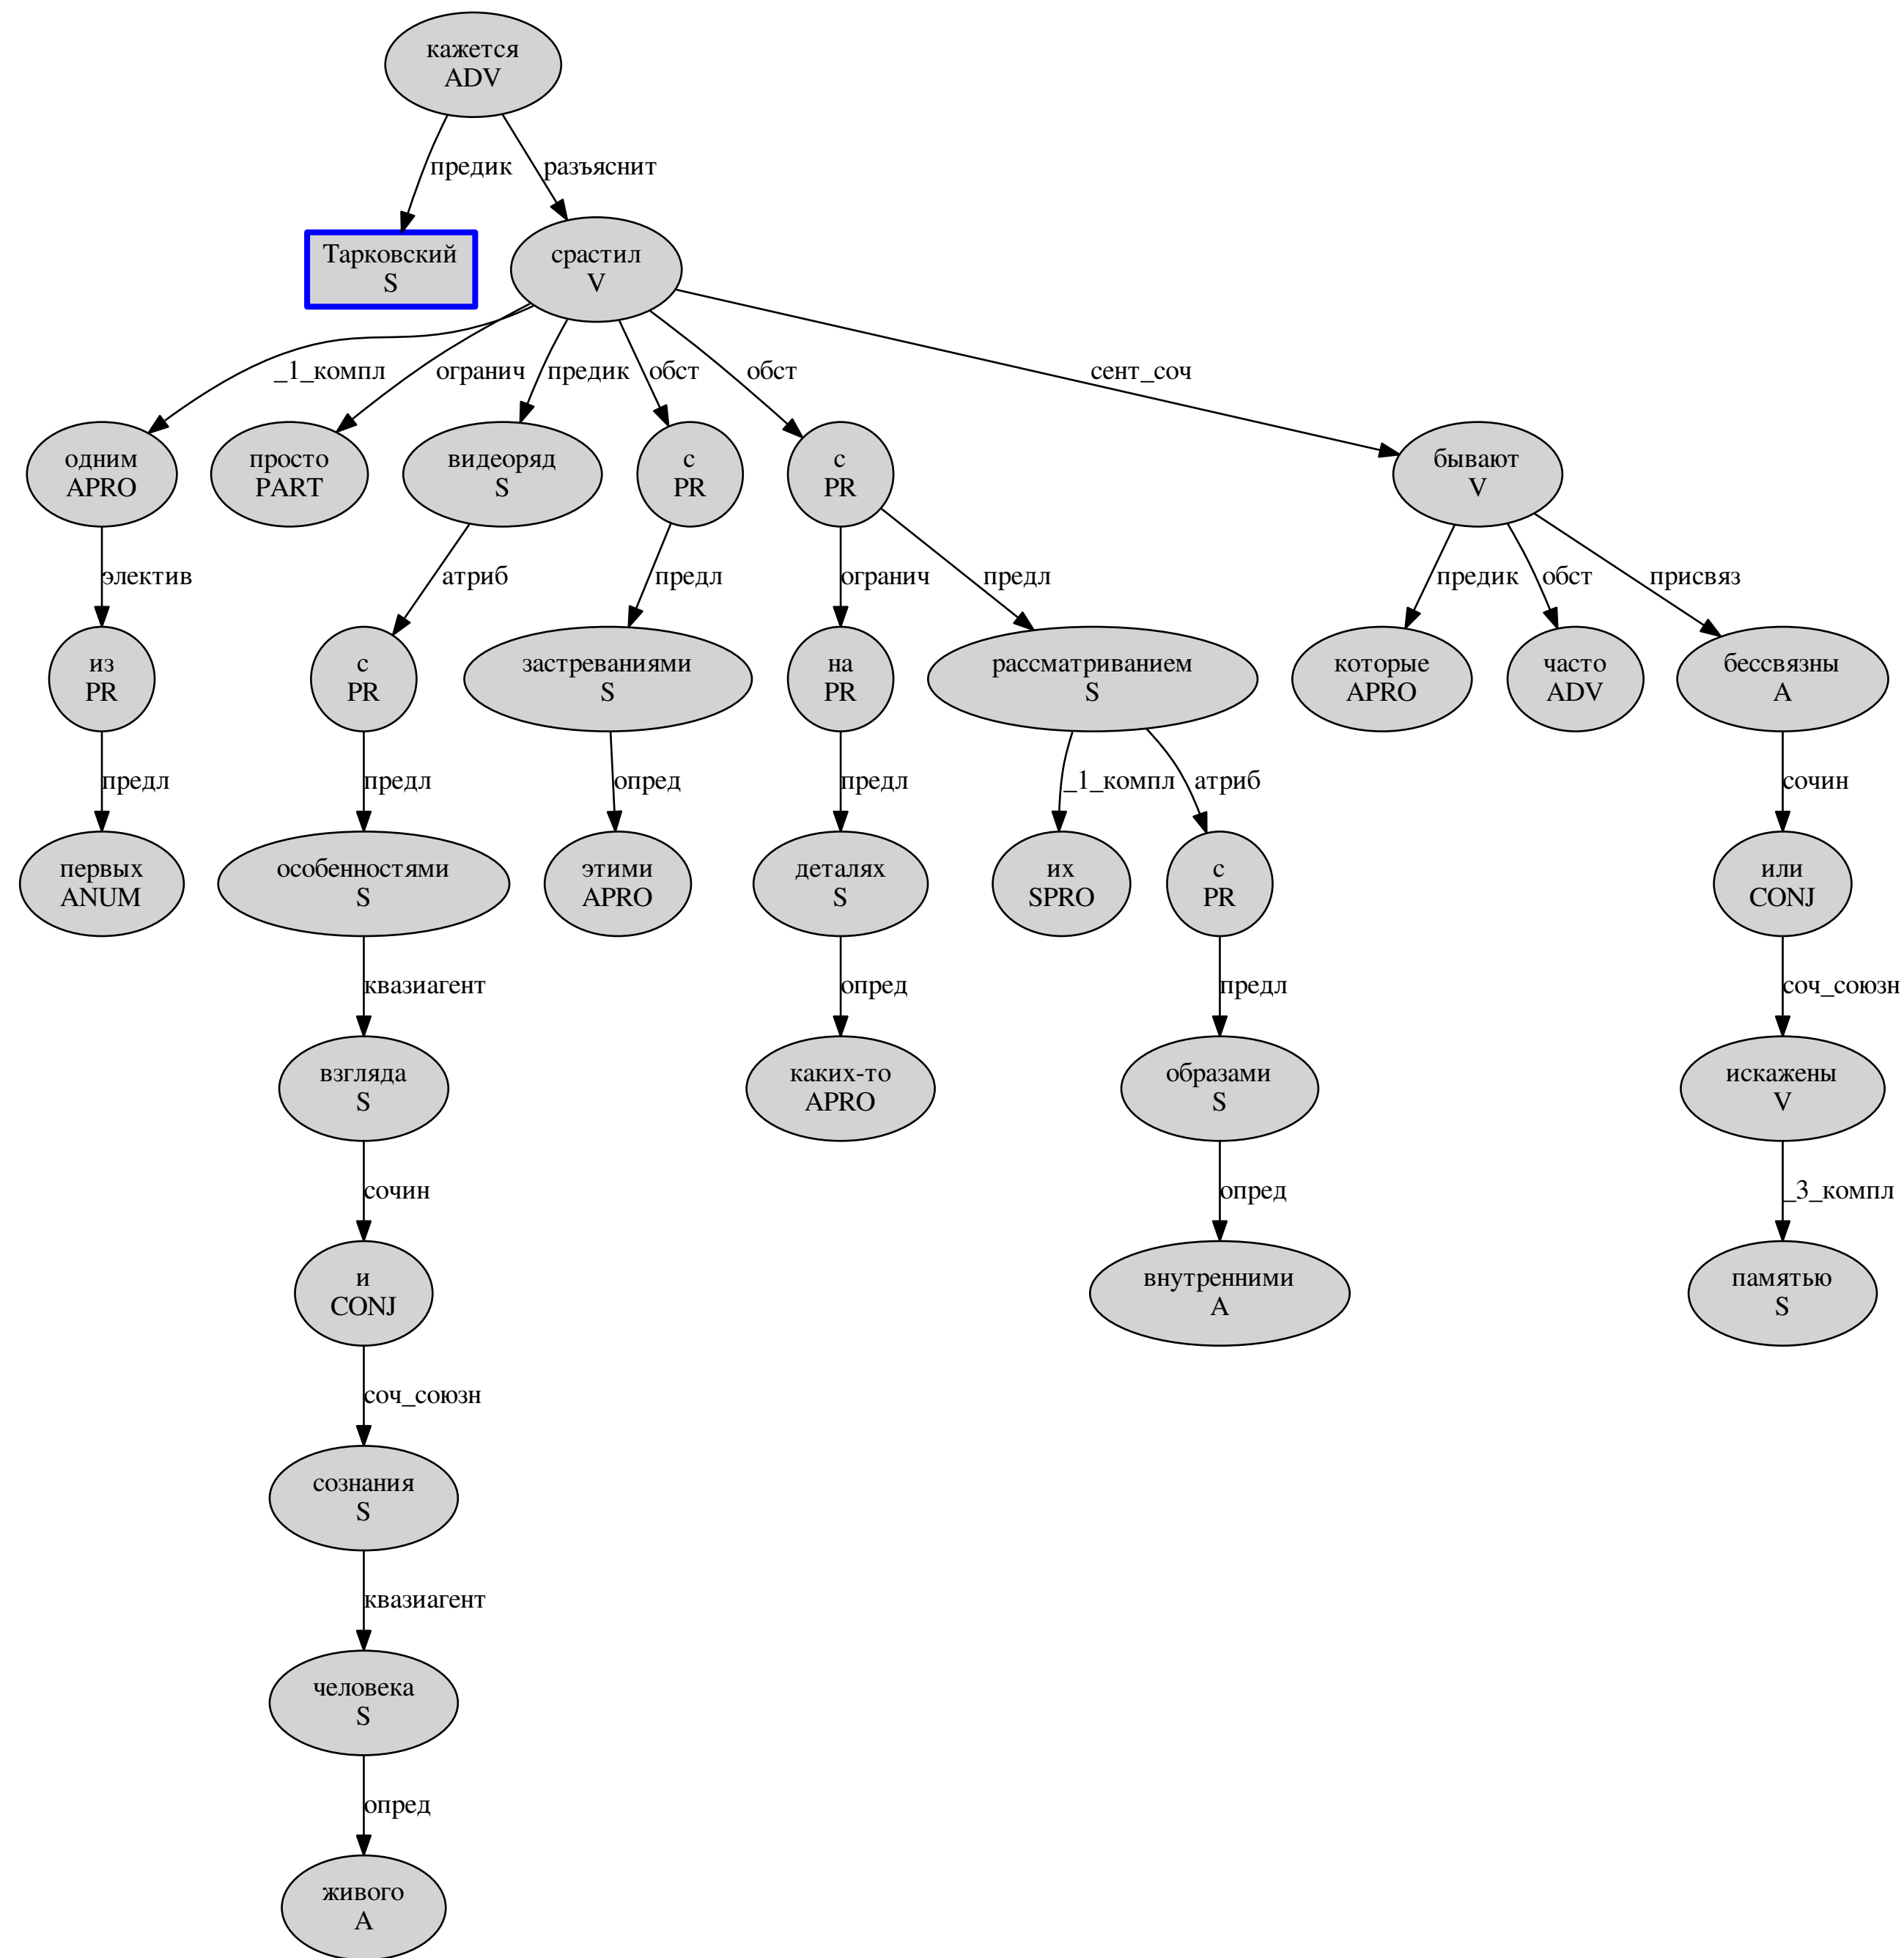 кажется
ADV
предик
разъяснит
Тарковский
S
срастил
V
_1_компл
огранич
предик
обст
обст
сент_соч
одним
APRO
просто
PART
видеоряд
S
с
PR
с
PR
бывают
V
электив
атриб
предл
огранич
предл
предик
обст
присвяз
из
PR
с
PR
застреваниями
S
на
PR
рассматриванием
S
которые
APRO
часто
ADV
бессвязны
A
предл
предл
опред
предл
_1_компл
атриб
сочин
первых
ANUM
особенностями
S
этими
APRO
деталях
S
их
SPRO
с
PR
или
CONJ
квазиагент
опред
предл
соч_союзн
взгляда
S
каких-то
APRO
образами
S
искажены
V
сочин
опред
_3_компл
и
CONJ
внутренними
A
памятью
S
соч_союзн
сознания
S
квазиагент
человека
S
опред
живого
A